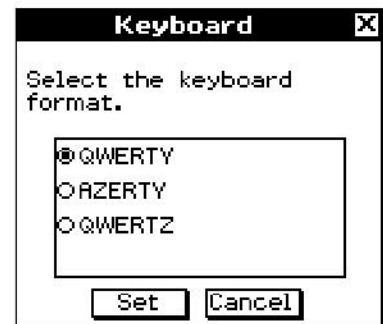 Keyboard
Select the keyboard
format.
QWERTY
AZERTY
QWERTZ
Set Cancel